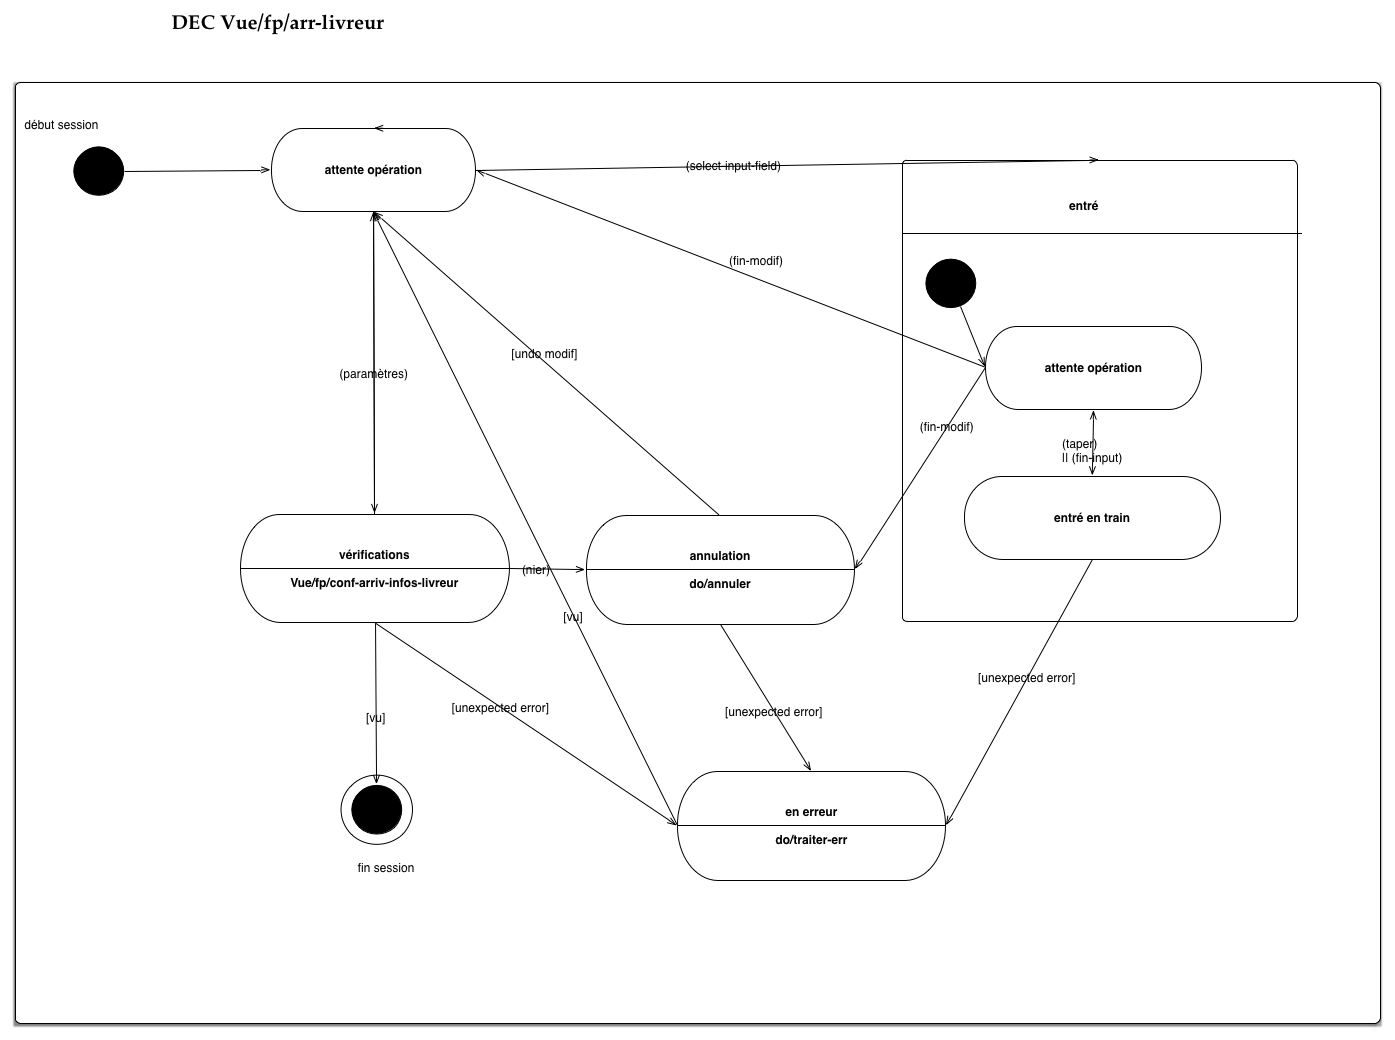 DEC Vue/fp/arr-livreur
début session
attente opération
(select-input-field)
entré
(fin-modif)
[undo modif]
(paramètres)
attente opération
(fin-modif)
(taper)
II (fin-input)
entré en train
vérifications
Vue/fp/conf-arriv-infos-livreur
(nier)
annulation
do/annuler
[vu]
[unexpected error]
[unexpected error]
[unexpected error]
[vu]
en erreur
do/traiter-err
fin session